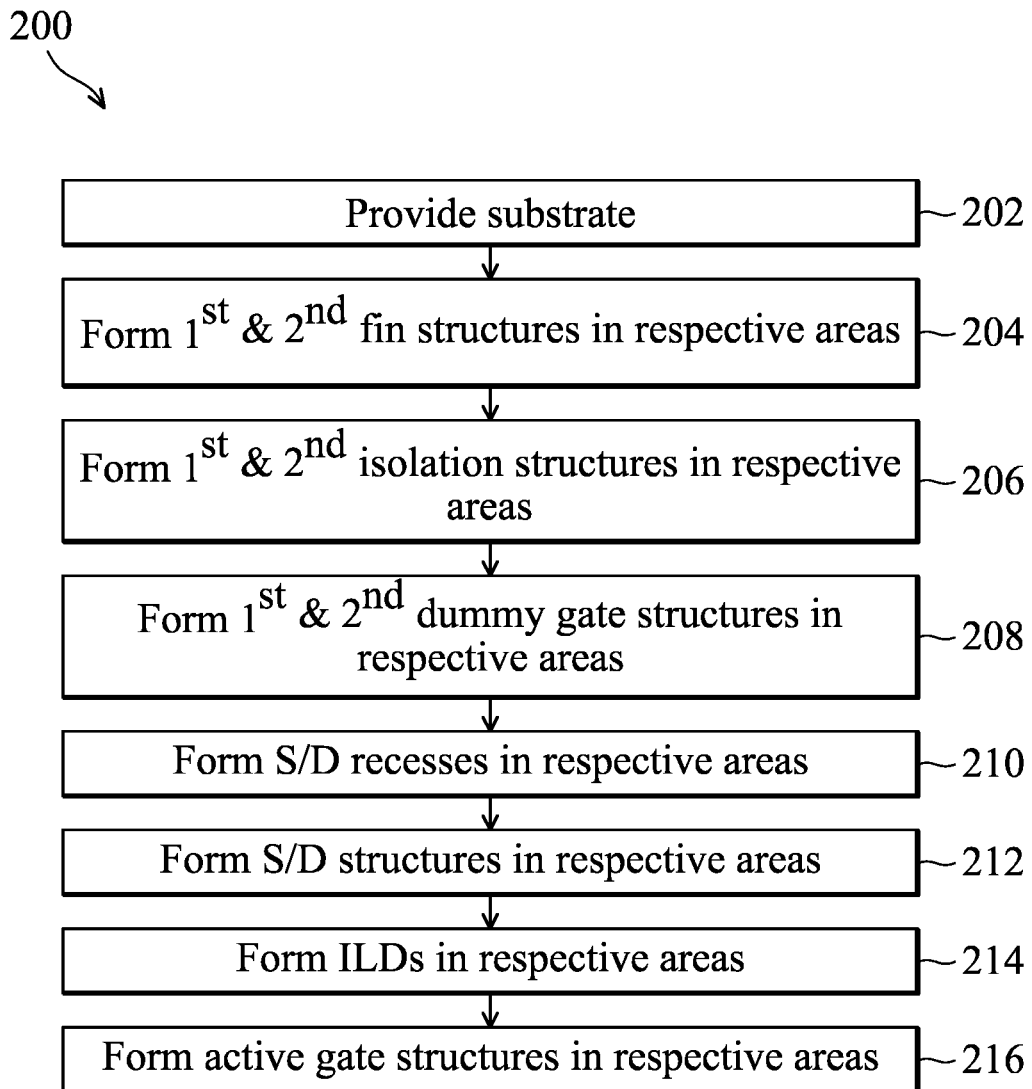 200
Provide substrate
202
Form 1st & 2nd fin structures in respective areas
204
Form 1st & 2nd isolation structures in respective
areas
206
Form 1st & 2nd dummy gate structures in
respective areas
208
Form S/D recesses in respective areas
210
Form S/D structures in respective areas
212
Form ILDs in respective areas
214
Form active gate structures in respective areas
216